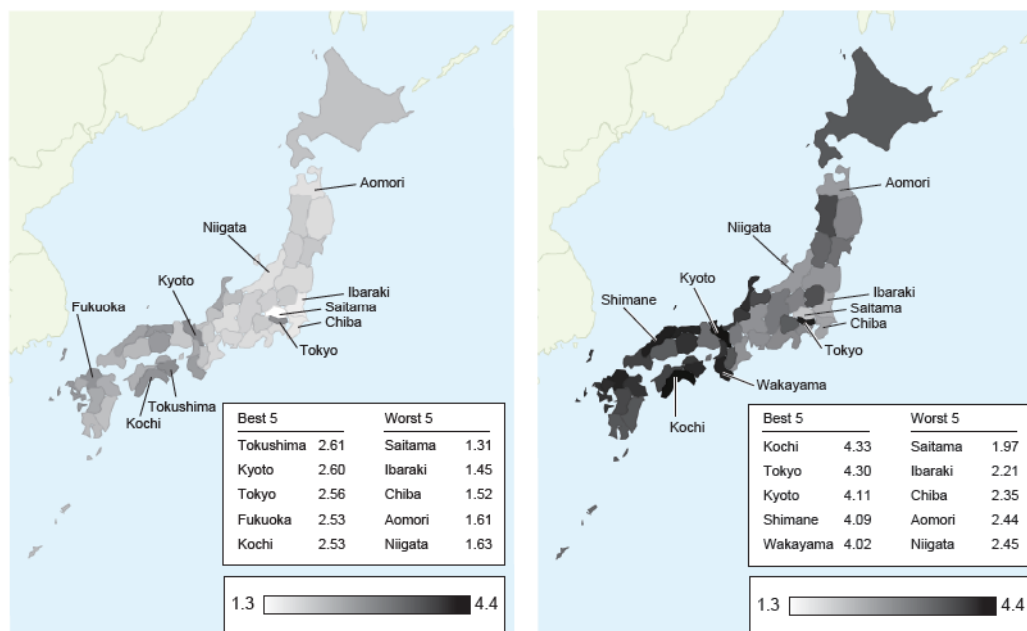 Aomori
Niigata
Kyoto
Fukuoka
Ibaraki
Saitama
Chiba
Tokyo
Tokushima
Kochi
Best 5 Worst 5
Tokushima 2.61 Saitama 1.31
Kyoto 2.60 Ibaraki 1.45
Tokyo 2.56 Chiba 1.52
Fukuoka 2.53 Aomori 1.61
Kochi 2.53 Niigata 1.63
1.3 4.4
Aomori
Niigata
Kyoto
Shimane
Ibaraki
Saitama
Chiba
Tokyo
Wakayama
Kochi
Best 5 Worst 5
Kochi 4.33 Saitama 1.97
Tokyo 4.30 Ibaraki 2.21
Kyoto 4.11 Chiba 2.35
Shimane 4.09 Aomori 2.44
Wakayama 4.02 Niigata 2.45
1.3 4.4